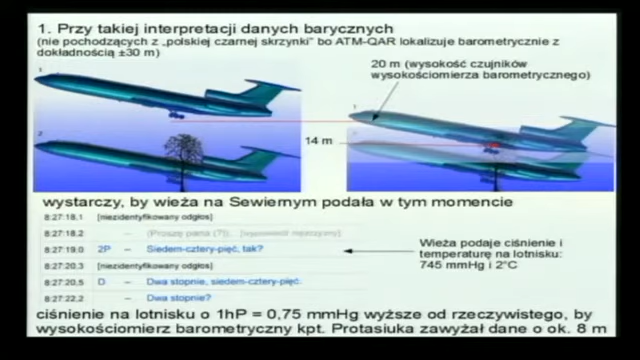 1. Przy takiej interpretacji danych barycznych
(nie pochodzących z „polskiej czarnej skrzynki" bo ATM-QAR lokalizuje barometrycznie z
dokładnością ±30 m)
20 m (wysokość czujników
wysokościomierza barometrycznego)
1
1
14 m
2
2
wystarczy, by wieża na Sewiernym podała w tym momencie
8:27:18,1 [niezidentyfikowany odgłos]
8:27:18,2 – (Proszę pana (?)),
8:27:19,0 2P – Siedem-cztery-pięć, tak?
Wieża podaje ciśnienie i
temperaturę na lotnisku:
745 mmHg i 2°C
8:27:20,3 [niezidentyfikowany odgłos]
8:27:20,5 D – Dwa stopnie, siedem-cztery-pięć.
8:27:22,2 – Dwa stopnie?
ciśnienie na lotnisku o 1hP = 0,75 mmHg wyższe od rzeczywistego, by
wysokościomierz barometryczny kpt. Protasiuka zawyżał dane o ok. 8 m